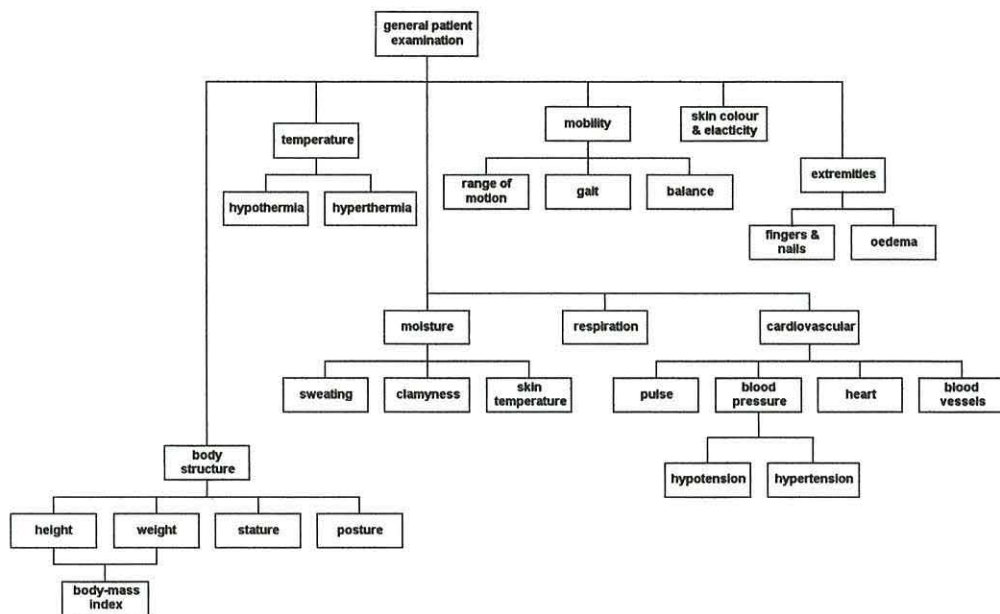 general patient
examination
temperature
hypothermia
hyperthermia
mobility
range of
motion
gait
balance
skin colour
& elacticity
extremities
fingers &
nails
oedema
moisture
respiration
cardiovascular
sweating
clamyness
skin
temperature
pulse
blood
pressure
heart
blood
vessels
hypotension
hypertension
body
structure
height
weight
stature
posture
body-mass
index